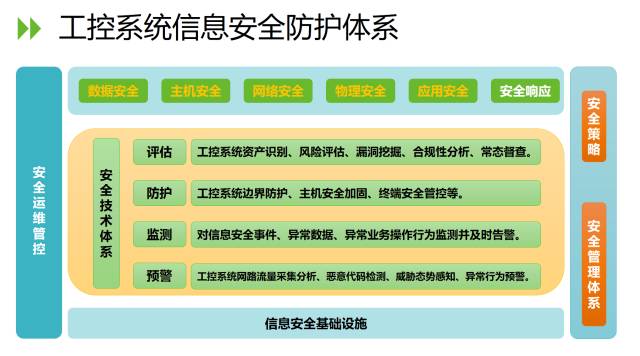 工控系统信息安全防护体系
安全运维管控
数据安全 主机安全 网络安全 物理安全 应用安全 安全响应
安全技术体系
评估 工控系统资产识别、风险评估、漏洞挖掘、合规性分析、常态督查。
防护 工控系统边界防护、主机安全加固、终端安全管控等。
监测 对信息安全事件、异常数据、异常业务操作行为监测并及时告警。
预警 工控系统网路流量采集分析、恶意代码检测、威胁态势感知、异常行为预警。
信息安全基础设施
安全策略
安全管理体系